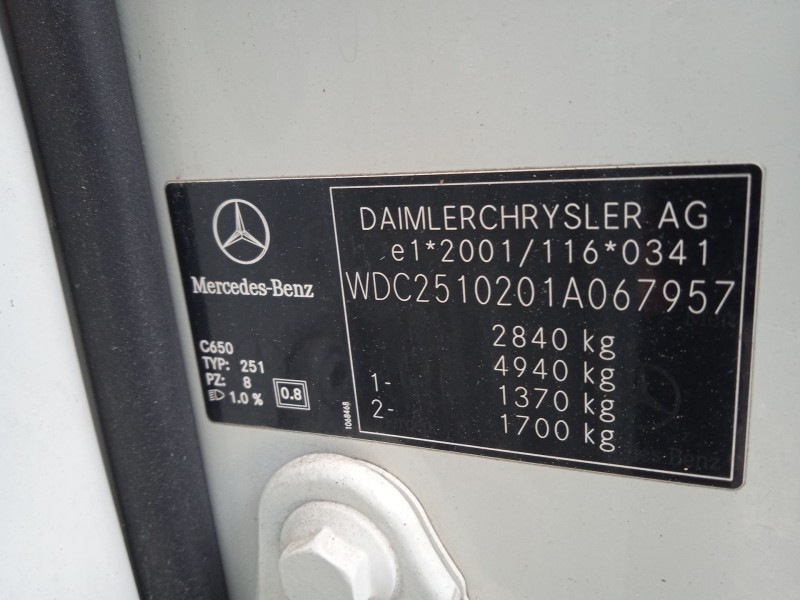 Mercedes-Benz
C650
TYP: 251
PZ: 8
1.0 %
0.8
1068468
DAIMLERCHRYSLER AG
e1*2001/116*0341
WDC2510201A067957
2840 kg
4940 kg
1- 1370 kg
2- 1700 kg